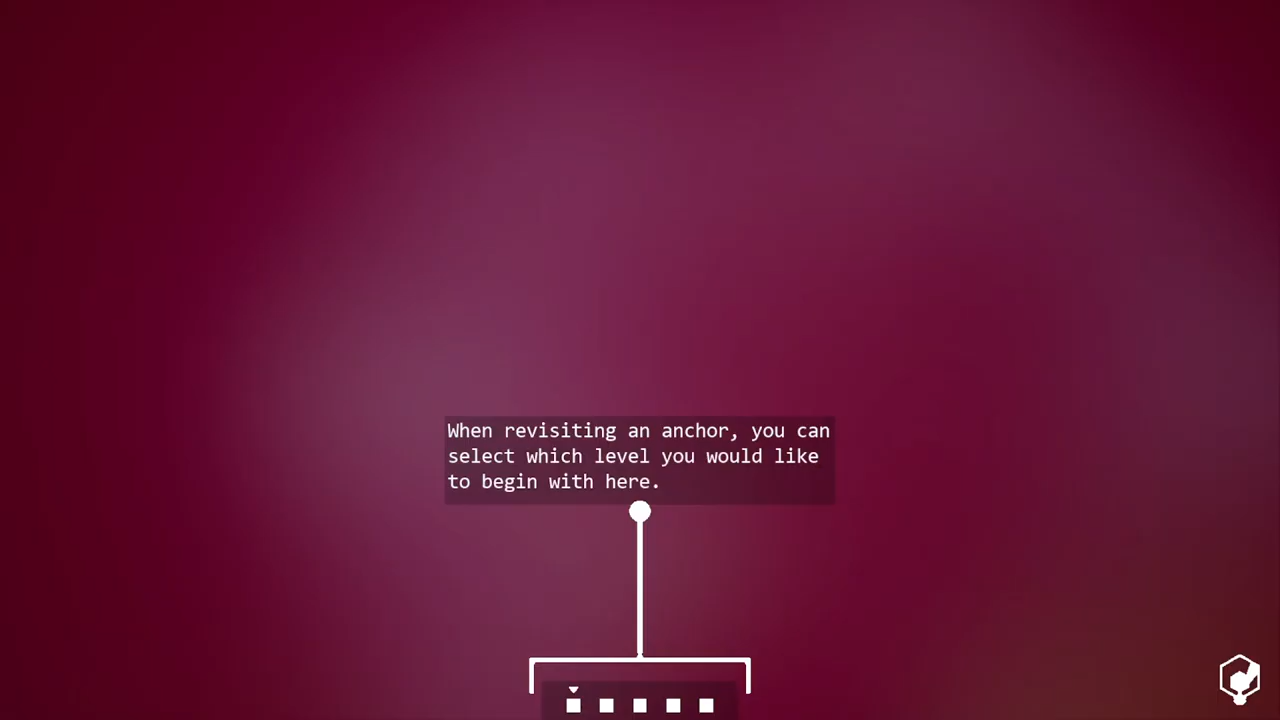 When revisiting an anchor, you can
select which level you would like
to begin with here.